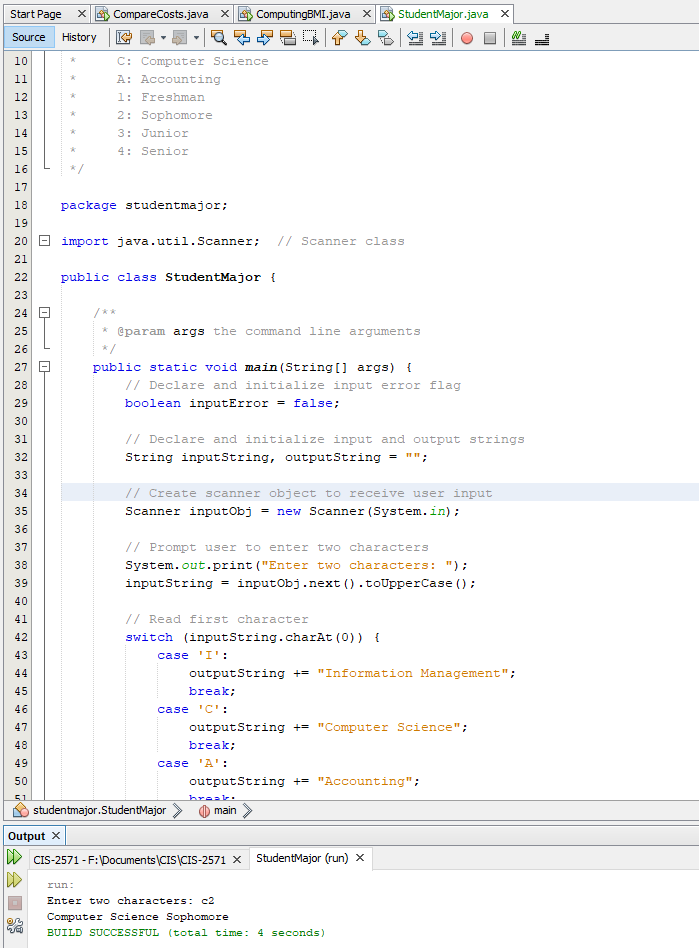 Start Page CompareCosts.java ComputingBMI.java StudentMajor.java
Source History
10 * C: Computer Science
11 * A: Accounting
12 * 1: Freshman
13 * 2: Sophomore
14 * 3: Junior
15 * 4: Senior
16 */
17
18 package studentmajor;
19
20 import java.util.Scanner; // Scanner class
21
22 public class StudentMajor {
23
24 /**
25 * @param args the command line arguments
26 */
27 public static void main(String[] args) {
28 // Declare and initialize input error flag
29 boolean inputError = false;
30
31 // Declare and initialize input and output strings
32 String inputString, outputString = "";
33
34 // Create scanner object to receive user input
35 Scanner inputObj = new Scanner(System.in);
36
37 // Prompt user to enter two characters
38 System.out.print("Enter two characters: ");
39 inputString = inputObj.next().toUpperCase();
40
41 // Read first character
42 switch (inputString.charAt(0)) {
43 case 'I':
44 outputString += "Information Management";
45 break;
46 case 'C':
47 outputString += "Computer Science";
48 break;
49 case 'A':
50 outputString += "Accounting";
51 break;
studentmajor.StudentMajor main
Output
CIS-2571 - F:\Documents\CIS\CIS-2571 StudentMajor (run)
run:
Enter two characters: c2
Computer Science Sophomore
BUILD SUCCESSFUL (total time: 4 seconds)